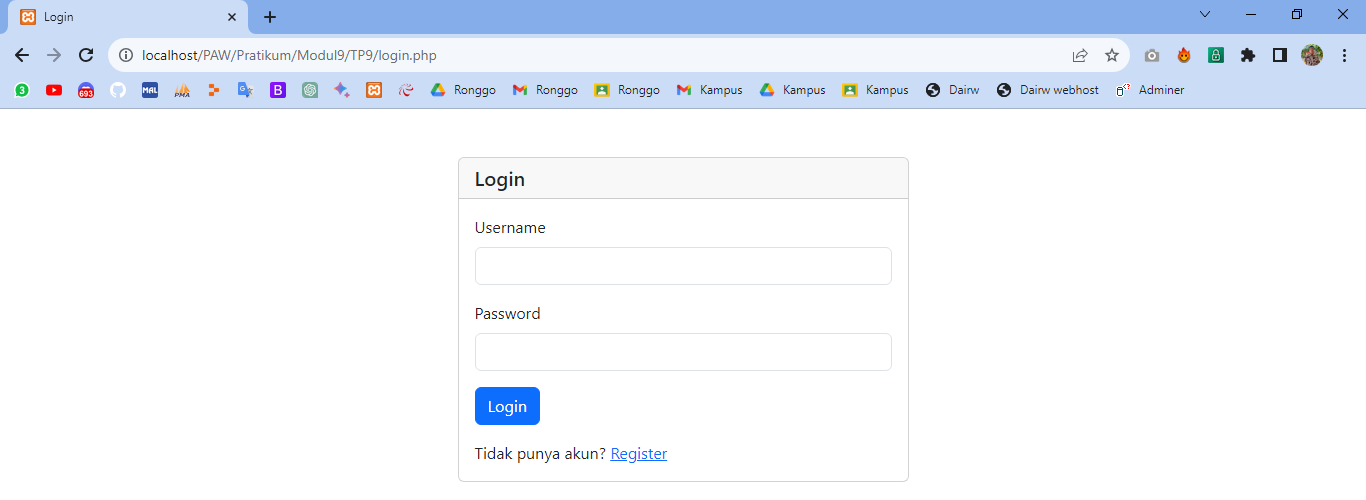 Login
localhost/PAW/Pratikum/Modul9/TP9/login.php
3 693 MAL PMA B Ronggo Ronggo Ronggo Kampus Kampus Kampus Dairw Dairw webhost Adminer
Login
Username
Password
Login
Tidak punya akun? Register